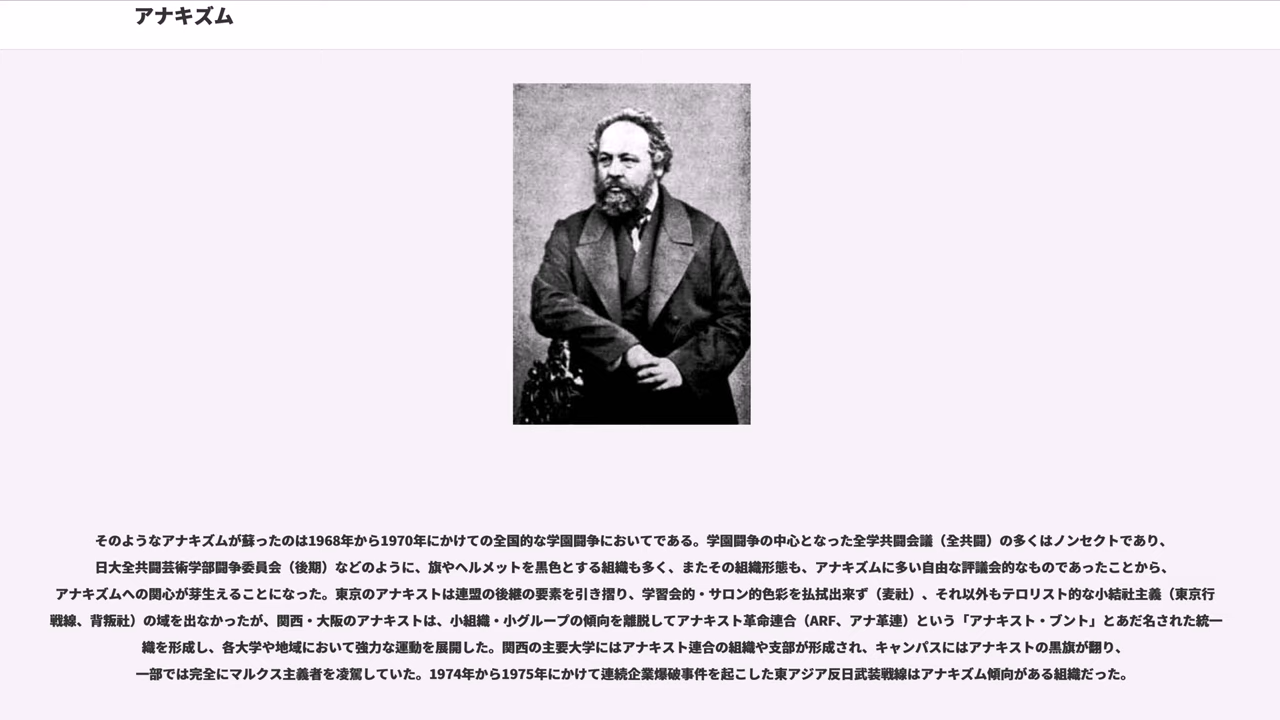 アナキズム
そのようなアナキズムが蘇ったのは1968年から1970年にかけての全国的な学園闘争においてである。学園闘争の中心となった全学共闘会議（全共闘）の多くはノンセクトであり、
日大全共闘芸術学部闘争委員会（後期）などのように、旗やヘルメットを黒色とする組織も多く、またその組織形態も、アナキズムに多い自由な評議会的なものであったことから、
アナキズムへの関心が芽生えることになった。東京のアナキストは連盟の後継の要素を引き摺り、学習会的・サロン的色彩を払拭出来ず（麦社）、それ以外もテロリスト的な小結社主義（東京行
戦線、背叛社）の域を出なかったが、関西・大阪のアナキストは、小組織・小グループの傾向を離脱してアナキスト革命連合（ARF、アナ革連）という「アナキスト・ブント」とあだ名された統一
織を形成し、各大学や地域において強力な運動を展開した。関西の主要大学にはアナキスト連合の組織や支部が形成され、キャンパスにはアナキストの黒旗が翻り、
一部では完全にマルクス主義者を凌駕していた。1974年から1975年にかけて連続企業爆破事件を起こした東アジア反日武装戦線はアナキズム傾向がある組織だった。